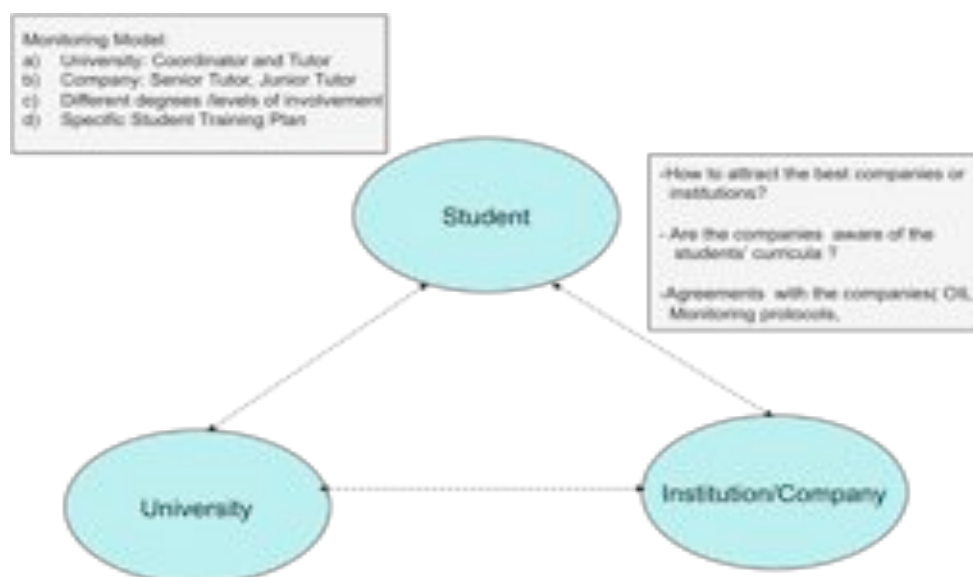 Monitoring Model:
a) University: Coordinator and Tutor
b) Company: Senior Tutor, Junior Tutor
c) Different degrees /levels of involvement
d) Specific Student Training Plan
Student
-How to attract the best companies or
institutions?
- Are the companies aware of the
students' curricula ?
-Agreements with the companies( OIL
Monitoring protocols,
University
Institution/Company